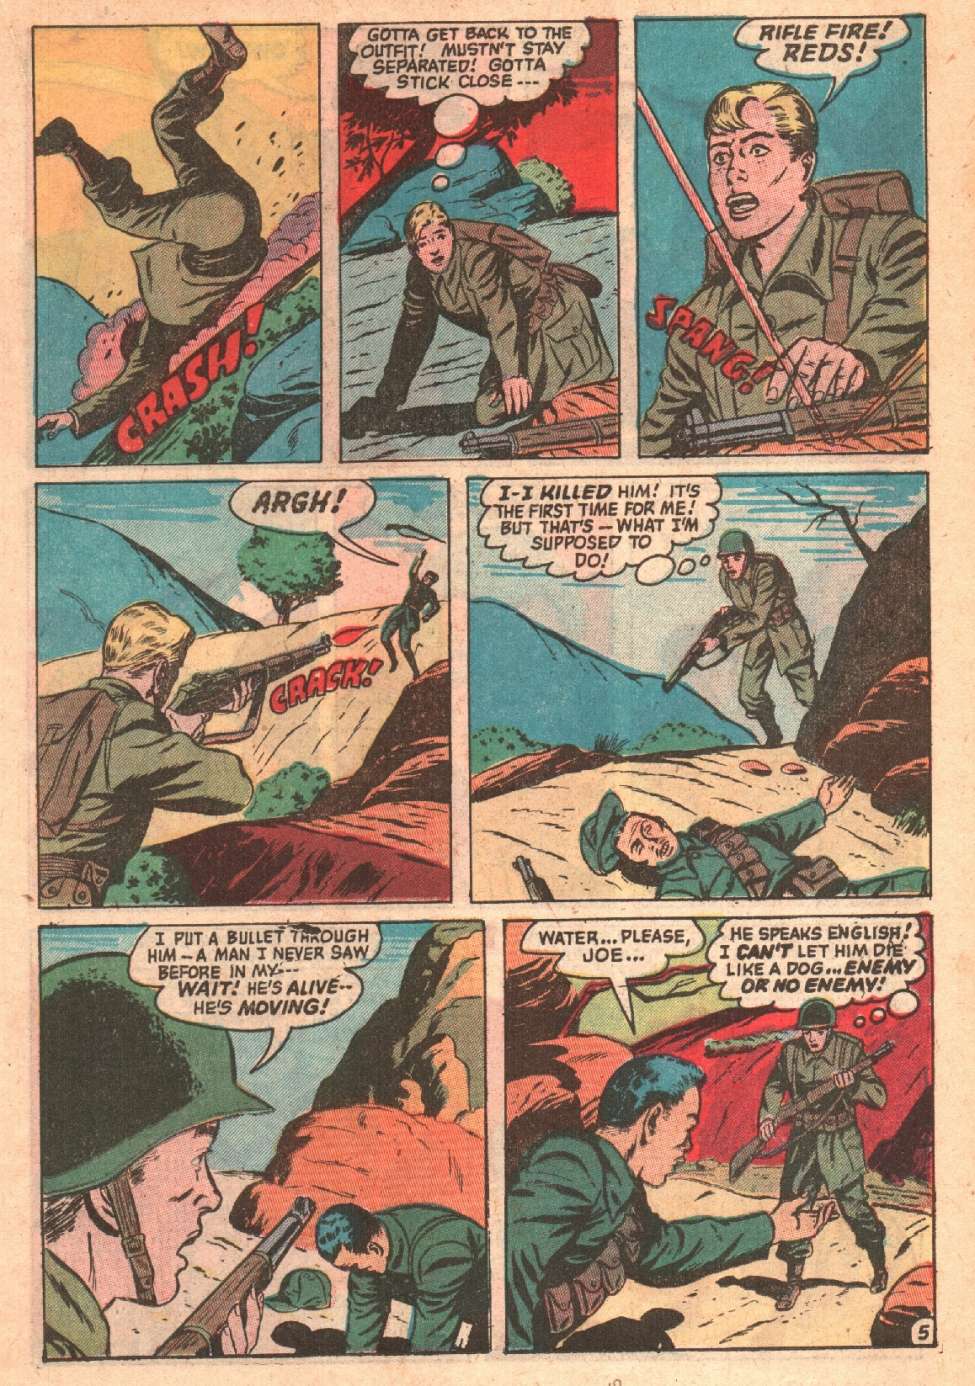 CRASH!
GOTTA GET BACK TO THE
OUTFIT! MUSTN'T STAY
SEPARATED! GOTTA
STICK CLOSE---
RIFLE FIRE!
REDS!
SPANG!
ARGH!
CRACK!
I-I KILLED HIM! IT'S
THE FIRST TIME FOR ME!
BUT THAT'S - WHAT I'M
SUPPOSED TO
DO!
I PUT A BULLET THROUGH
HIM - A MAN I NEVER SAW
BEFORE IN MY---
WAIT! HE'S ALIVE--
HE'S MOVING!
WATER...PLEASE,
JOE...
HE SPEAKS ENGLISH!
I CAN'T LET HIM DIE
LIKE A DOG...ENEMY
OR NO ENEMY!
5